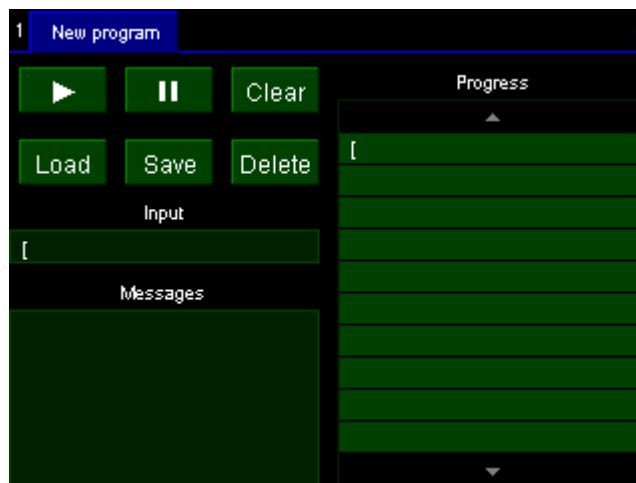 1 New program
Clear
Progress
Load Save Delete
[
Input
[
Messages